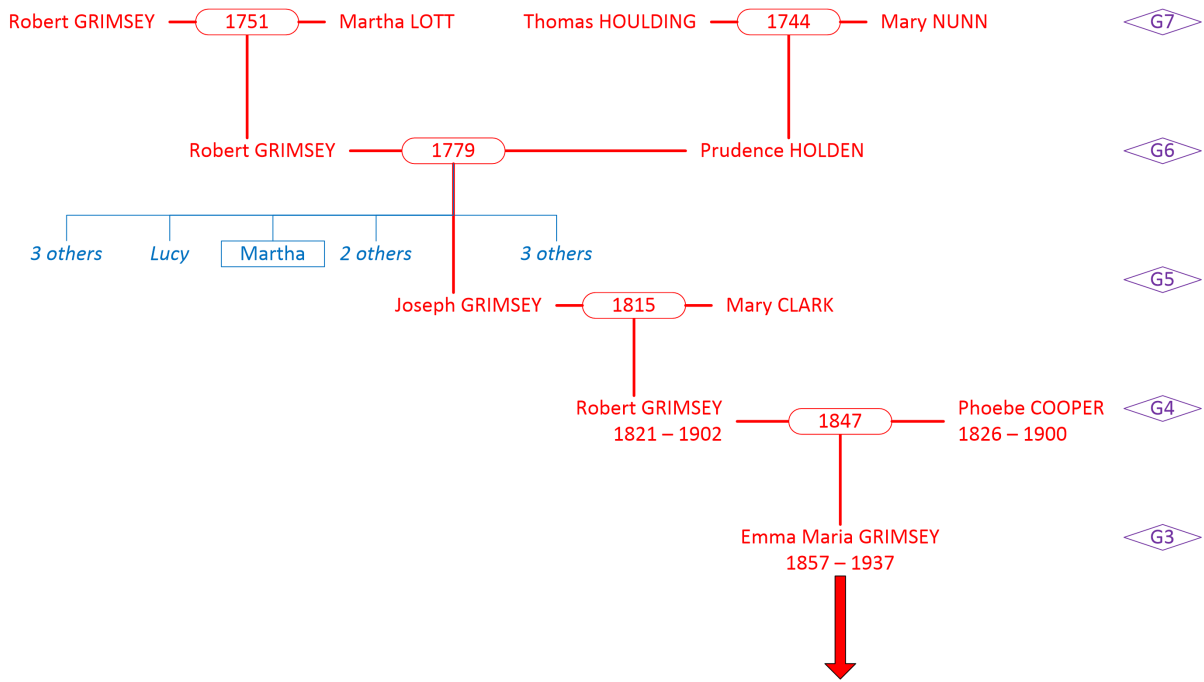 Robert GRIMSEY 1751 Martha LOTT Thomas HOULDING 1744 Mary NUNN G7
Robert GRIMSEY 1779 Prudence HOLDEN G6
3 others Lucy Martha 2 others 3 others
G5
Joseph GRIMSEY 1815 Mary CLARK
Robert GRIMSEY Phoebe COOPER G4
1847
1821 – 1902 1826 – 1900
Emma Maria GRIMSEY G3
1857 – 1937